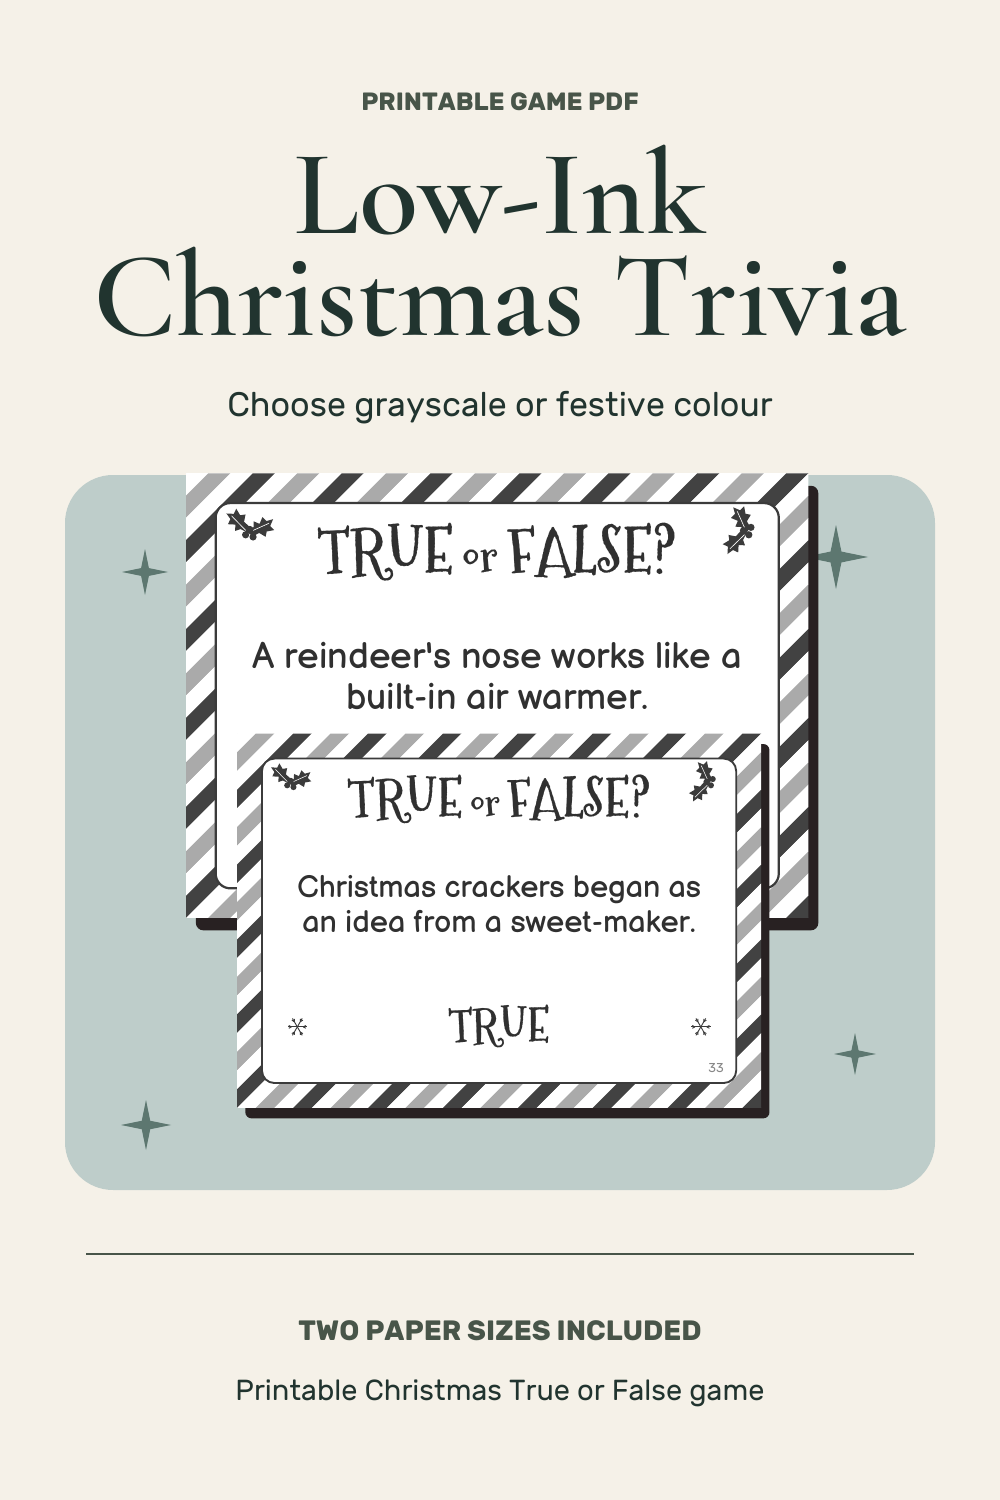 PRINTABLE GAME PDF
Low-Ink
Christmas Trivia
Choose grayscale or festive colour
TRUE or FALSE?
A reindeer's nose works like a
built-in air warmer.
TRUE or FALSE?
Christmas crackers began as
an idea from a sweet-maker.
TRUE
33
TWO PAPER SIZES INCLUDED
Printable Christmas True or False game